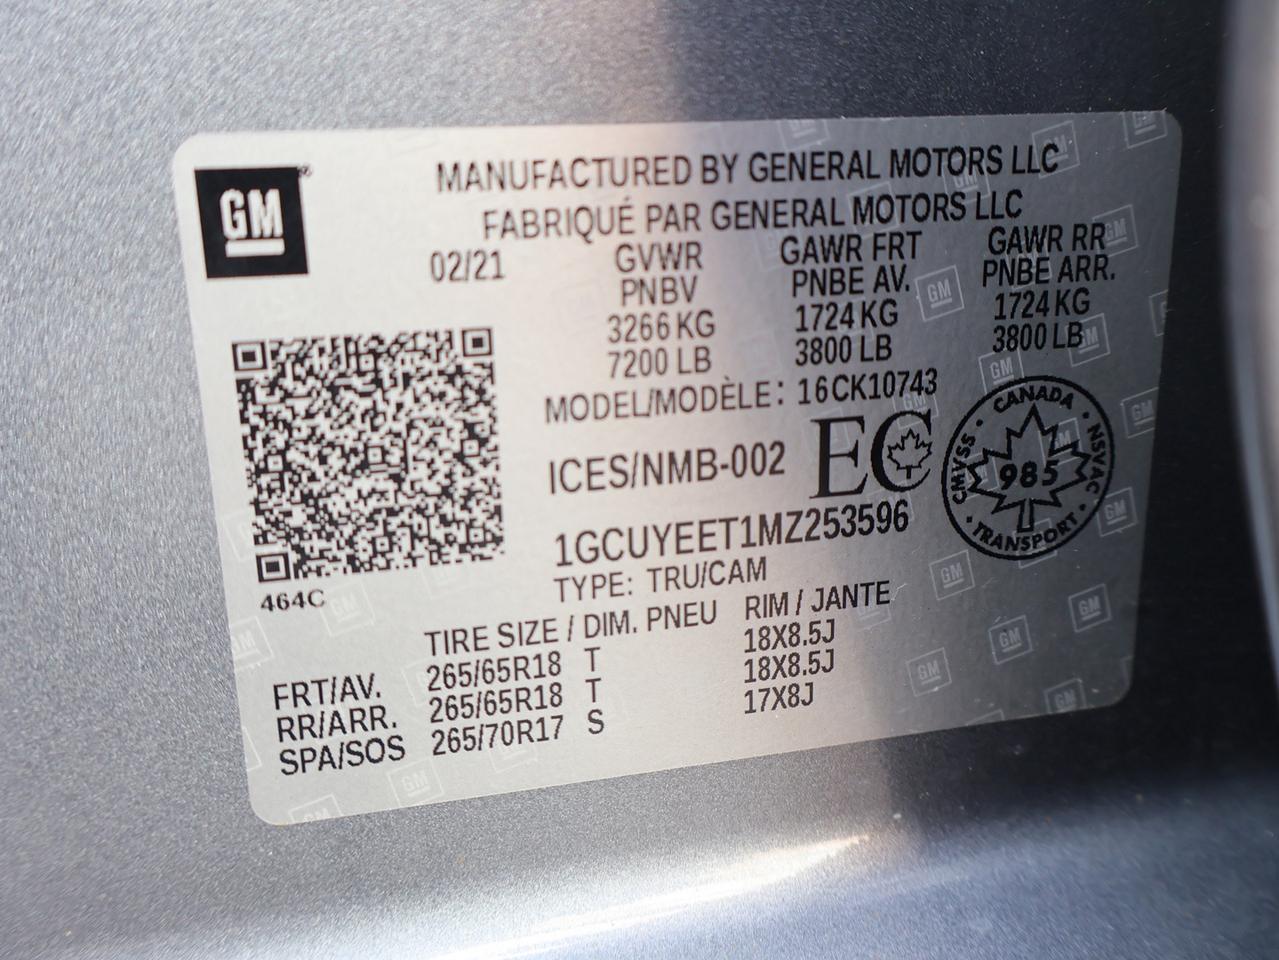 GM
MANUFACTURED BY GENERAL MOTORS LLC
FABRIQUÉ PAR GENERAL MOTORS LLC
02/21
GVWR GAWR FRT GAWR RR
PNBV PNBE AV. PNBE ARR.
3266 KG 1724 KG 1724 KG
7200 LB 3800 LB 3800 LB
MODEL/MODÈLE: 16CK10743
ICES/NMB-002 EC
CANADA
CMVSS 985 NSVAC
TRANSPORT
1GCUYEET1MZ253596
TYPE: TRU/CAM
464C
TIRE SIZE / DIM. PNEU RIM / JANTE
FRT/AV. 265/65R18 T 18X8.5J
RR/ARR. 265/65R18 T 18X8.5J
SPA/SOS 265/70R17 S 17X8J